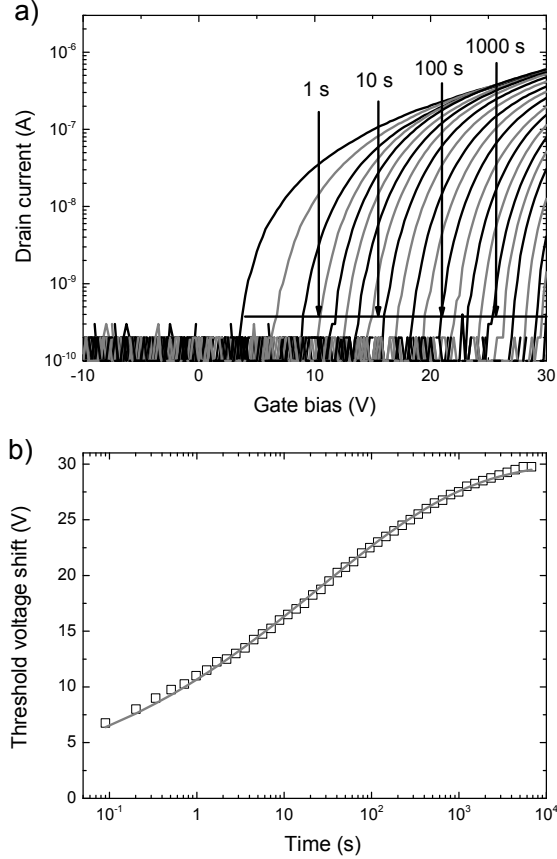 a)
10⁻⁶
10⁻⁷
10⁻⁸
10⁻⁹
10⁻¹⁰
Drain current (A)
1 s
10 s
100 s
1000 s
-10 0 10 20 30
Gate bias (V)
b)
30
25
20
15
10
5
0
Threshold voltage shift (V)
10⁻¹ 1 10 10² 10³ 10⁴
Time (s)